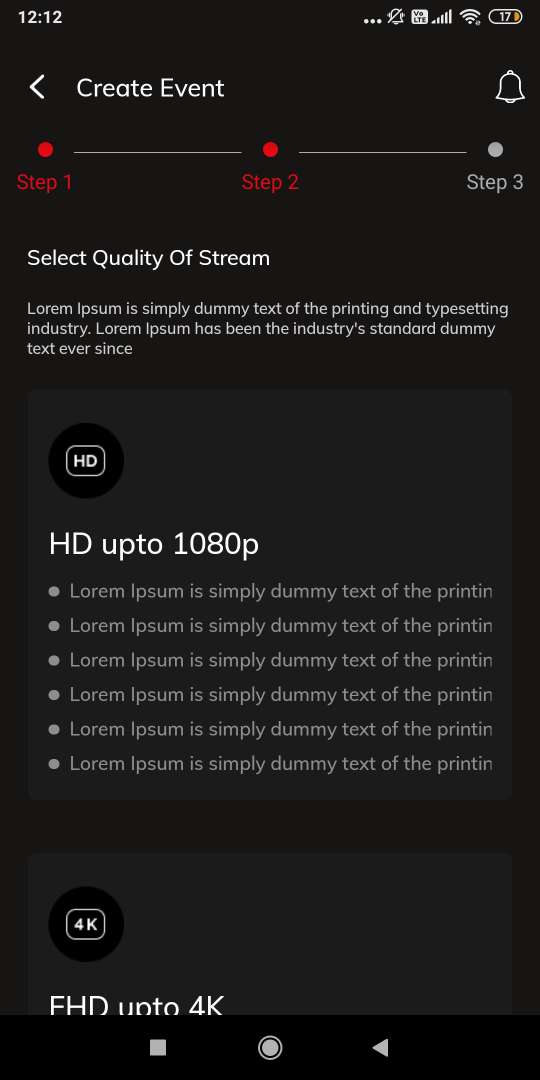 12:12
Vo LTE
17
Create Event
Step 1 Step 2 Step 3
Select Quality Of Stream
Lorem Ipsum is simply dummy text of the printing and typesetting
industry. Lorem Ipsum has been the industry's standard dummy
text ever since
HD
HD upto 1080p
Lorem Ipsum is simply dummy text of the printin
Lorem Ipsum is simply dummy text of the printin
Lorem Ipsum is simply dummy text of the printin
Lorem Ipsum is simply dummy text of the printin
Lorem Ipsum is simply dummy text of the printin
Lorem Ipsum is simply dummy text of the printin
4K
FHD upto 4K